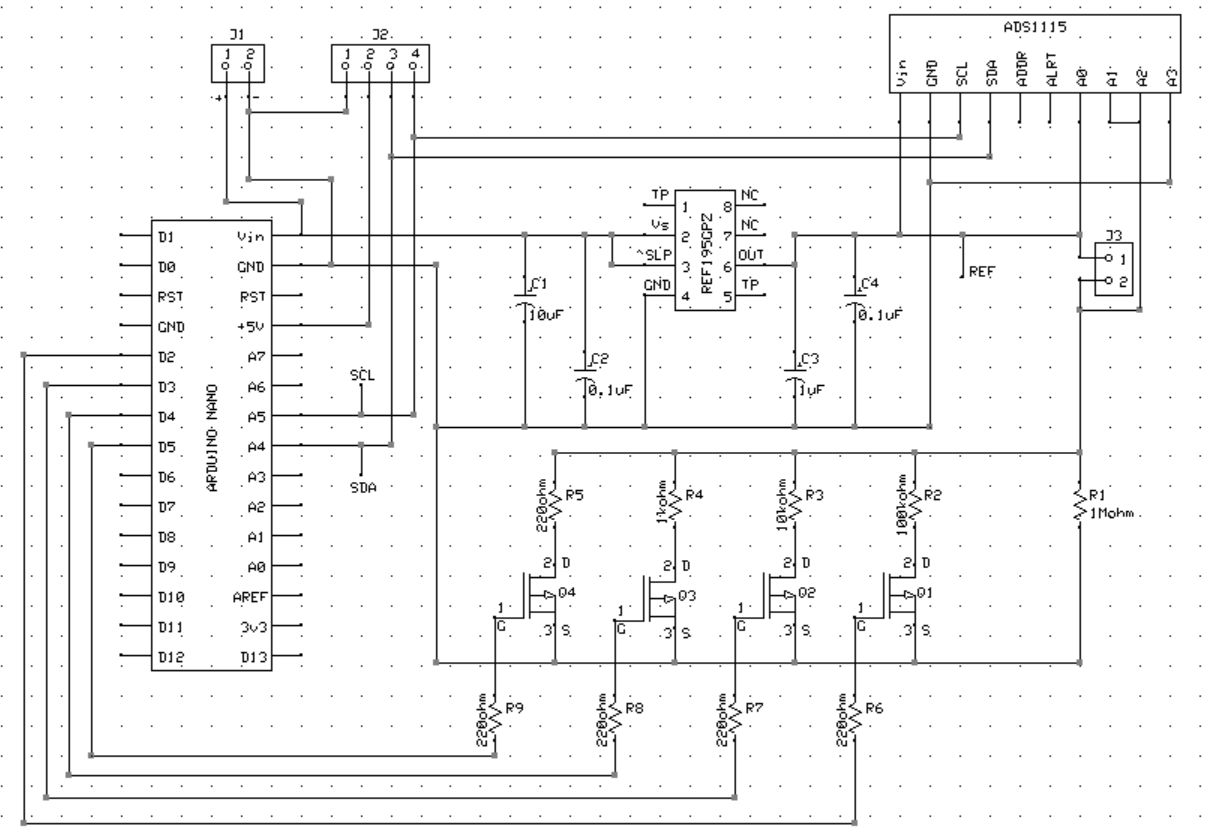 J1
1 2
+ -
J2
1 2 3 4
ADS1115
Vin GND SCL SDA ADDR ALRT A0 A1 A2 A3
TP 1 8 NC
Vs 2 7 NC
^SLP 3 6 OUT
GND 4 5 TP
REF195GPZ
J3
1
2
REF
C1
10uF
C2
0.1uF
C3
1uF
C4
0.1uF
ARDUINO NANO
D1 Vin
D0 GND
RST RST
GND +5V
D2 A7
D3 A6
D4 A5
D5 A4
D6 A3
D7 A2
D8 A1
D9 A0
D10 AREF
D11 3v3
D12 D13
SCL
SDA
R5
220ohm
R4
1kohm
R3
10kohm
R2
100kohm
R1
1Mohm
2 D
Q4
1
G
3 S
2 D
Q3
1
G
3 S
2 D
Q2
1
G
3 S
2 D
Q1
1
G
3 S
R9
220ohm
R8
220ohm
R7
220ohm
R6
220ohm